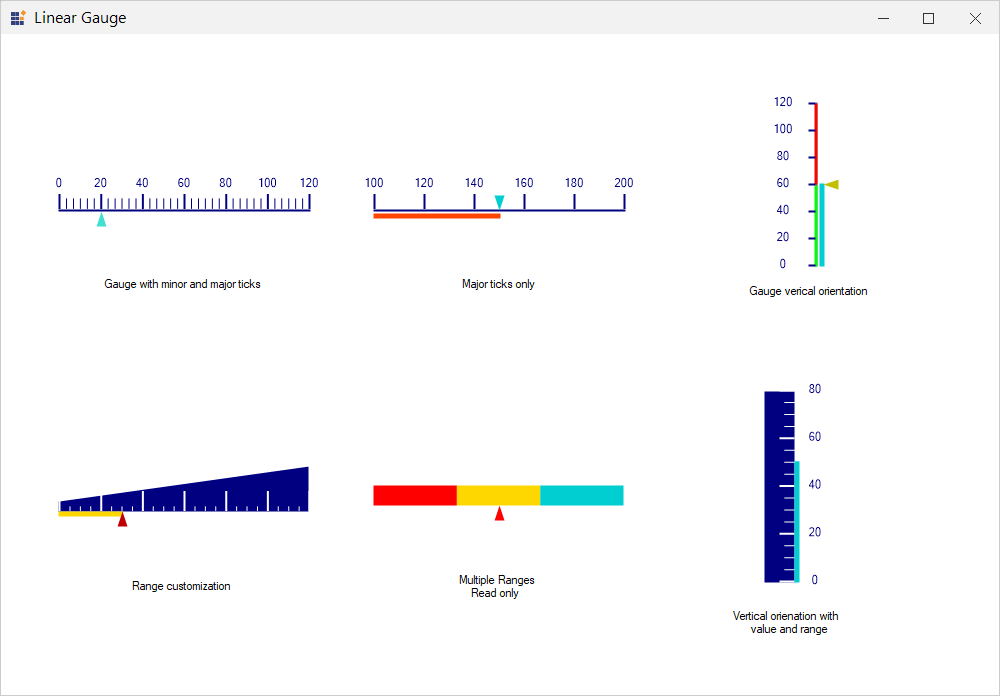 Linear Gauge
0 20 40 60 80 100 120
Gauge with minor and major ticks
100 120 140 160 180 200
Major ticks only
120
100
80
60
40
20
0
Gauge verical orientation
Range customization
Multiple Ranges
Read only
80
60
40
20
0
Vertical orienation with
value and range